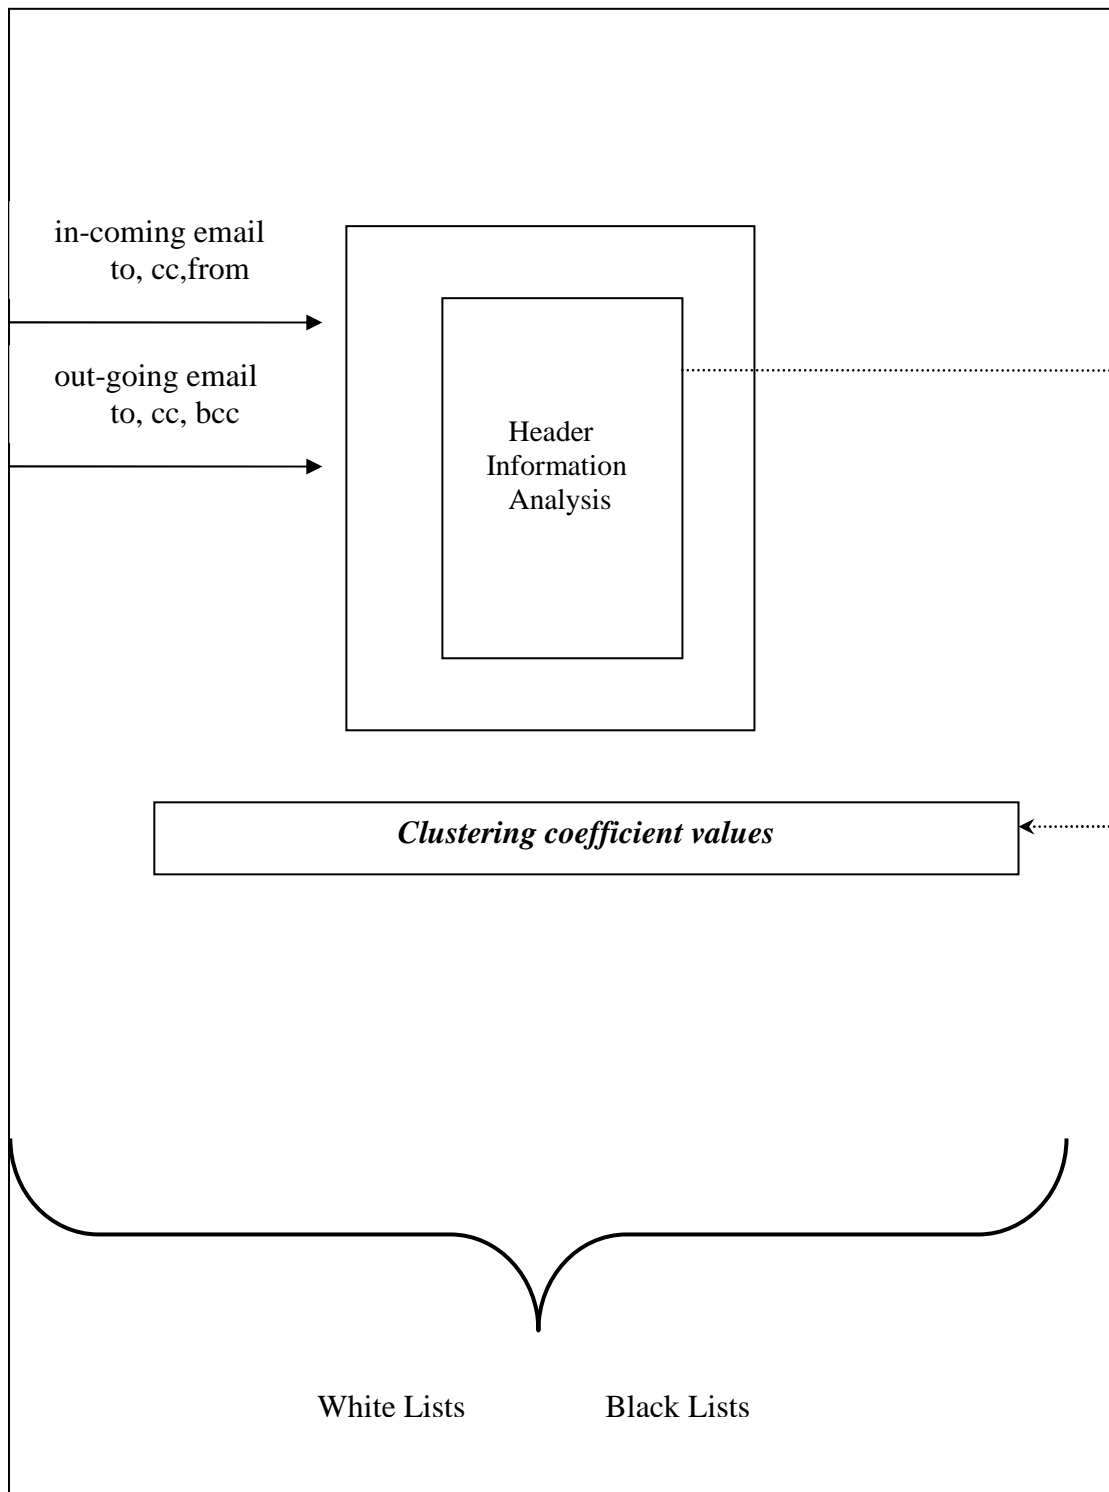 in-coming email
to, cc,from
out-going email
to, cc, bcc
Header
Information
Analysis
Clustering coefficient values
White Lists
Black Lists